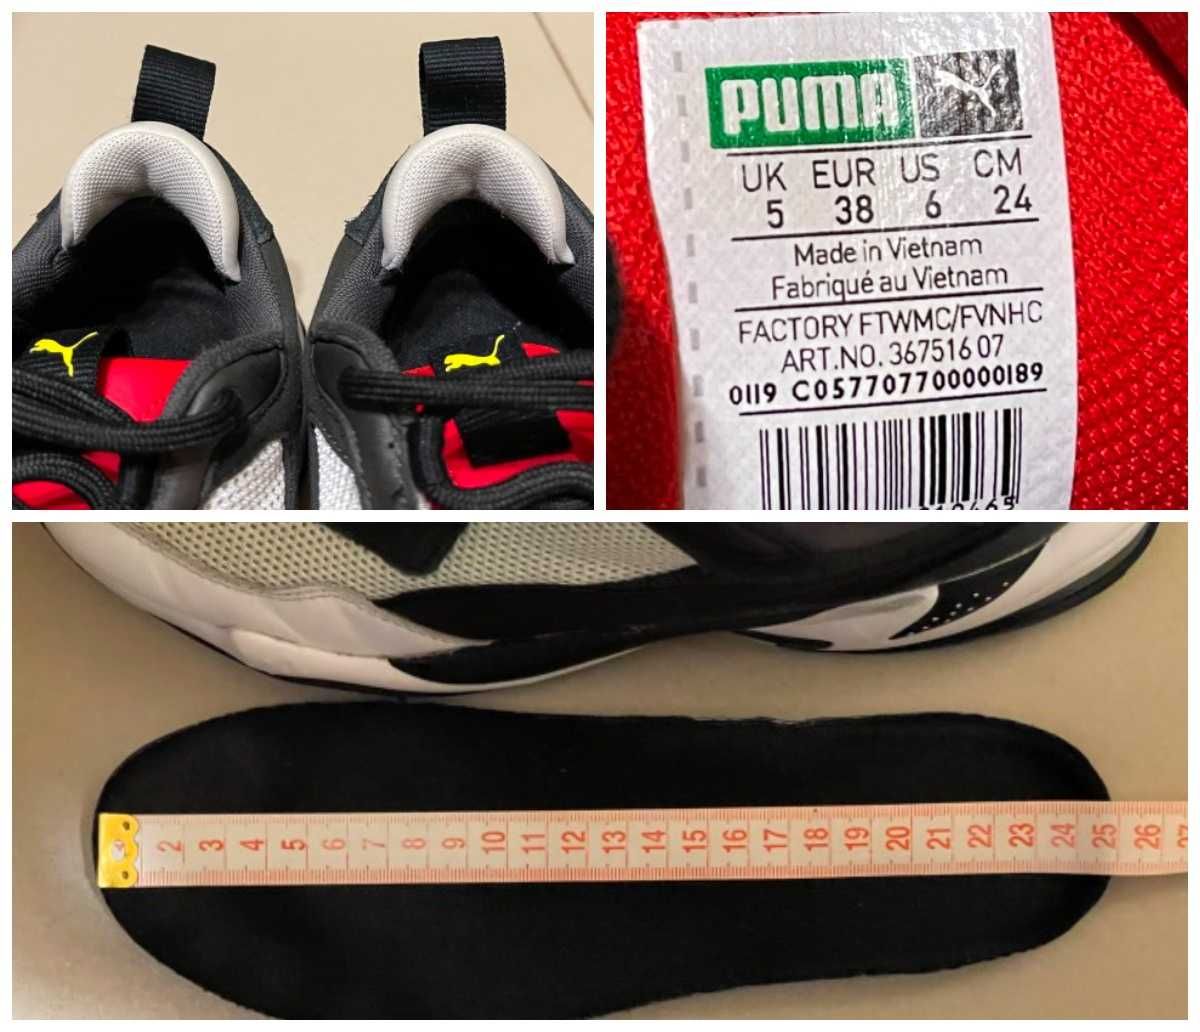 PUMA
UK EUR US CM
5 38 6 24
Made in Vietnam
Fabriqué au Vietnam
FACTORY FTWMC/FVNHC
ART.NO. 367516 07
0119 C057707700000189
2 3 4 5 6 7 8 9 10 11 12 13 14 15 16 17 18 19 20 21 22 23 24 25 26 27